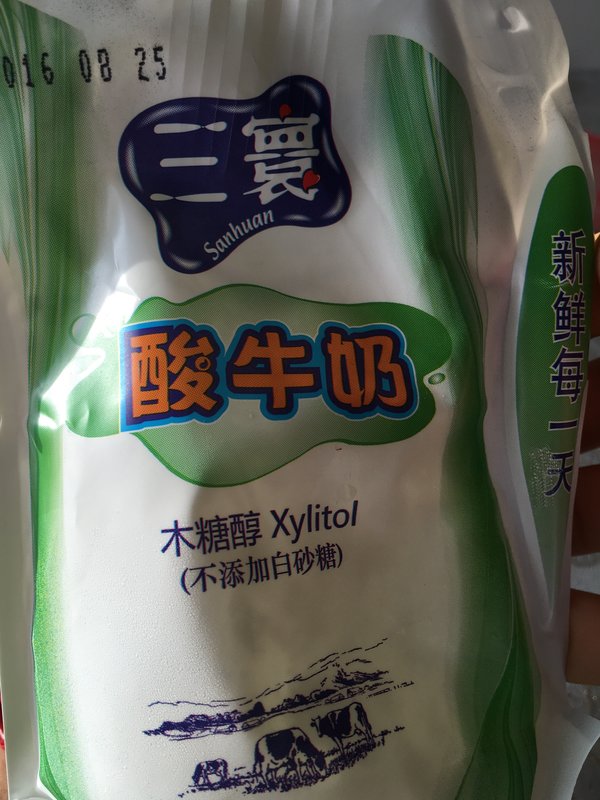 016 08 25
三
Sanhuan
酸牛奶
木糖醇 Xylitol
(不添加白砂糖)
新鲜每一天